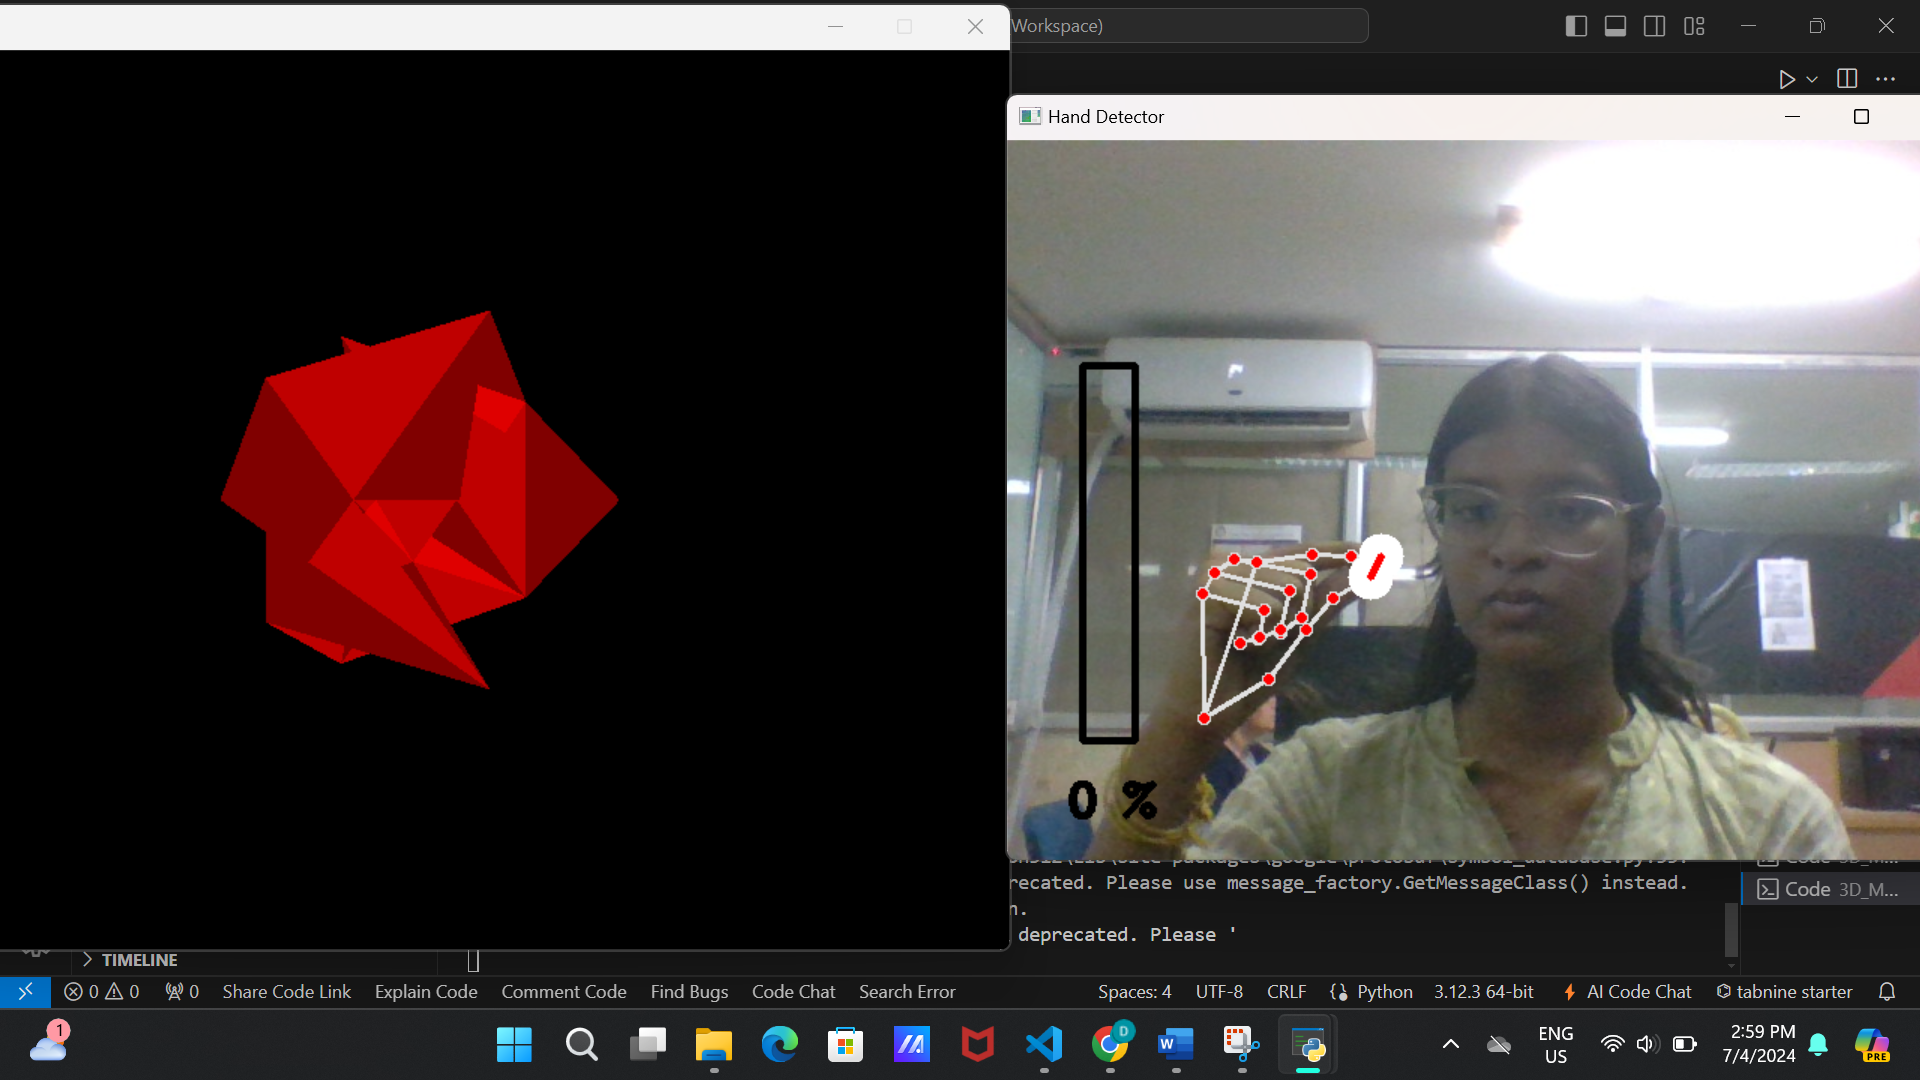 Workspace)
Hand Detector
0 %
recated. Please use message_factory.GetMessageClass() instead.
n.
deprecated. Please '
Code 3D_M...
TIMELINE
0 0 0 Share Code Link Explain Code Comment Code Find Bugs Code Chat Search Error Spaces: 4 UTF-8 CRLF Python 3.12.3 64-bit AI Code Chat tabnine starter
1
D
W
ENG
US
2:59 PM
7/4/2024
PRE